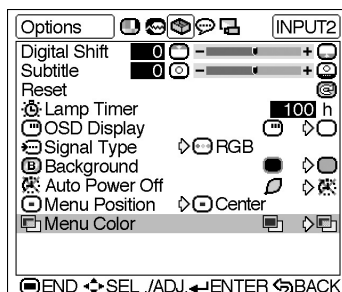 Options INPUT2
Digital Shift 0 - +
Subtitle 0 - +
Reset
Lamp Timer 100 h
OSD Display
Signal Type RGB
B Background
Auto Power Off
Menu Position Center
Menu Color
END SEL./ADJ. ENTER BACK